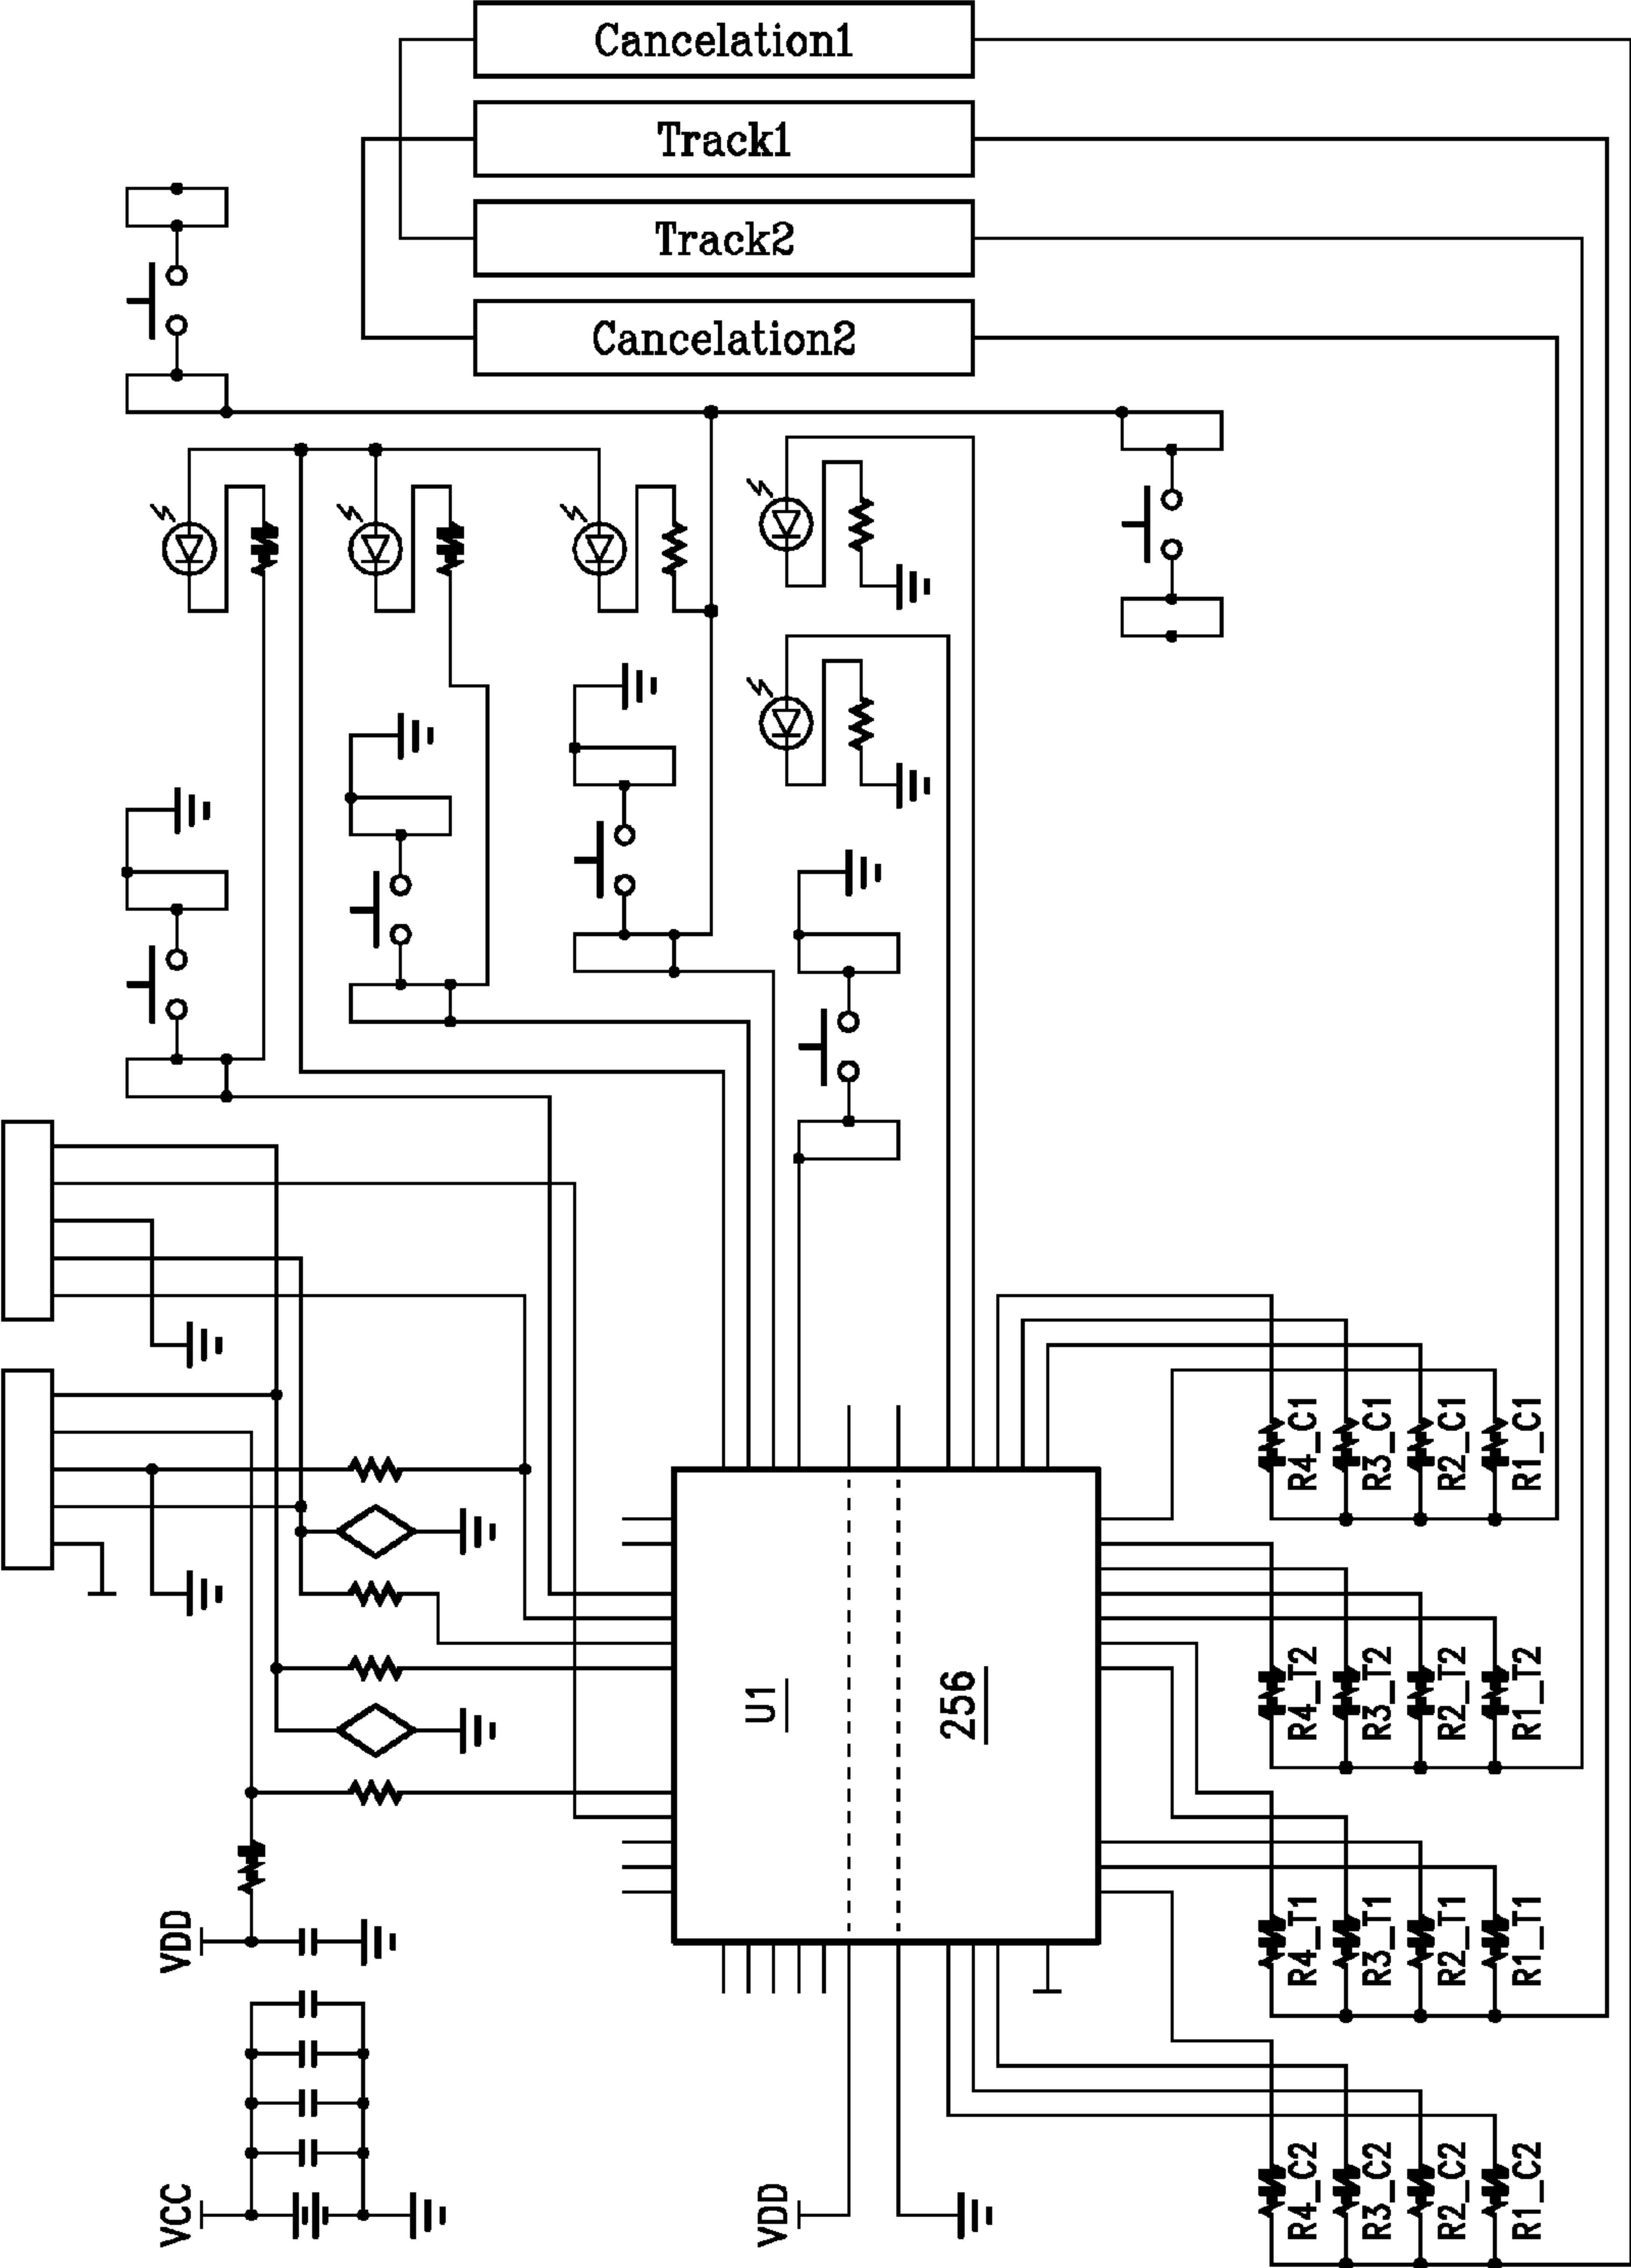 Cancelation1
Track1
Track2
Cancelation2
R4_C1
R3_C1
R2_C1
R1_C1
U1
256
R4_T2
R3_T2
R2_T2
R1_T2
VDD
R4_T1
R3_T1
R2_T1
R1_T1
VCC
VDD
R4_C2
R3_C2
R2_C2
R1_C2